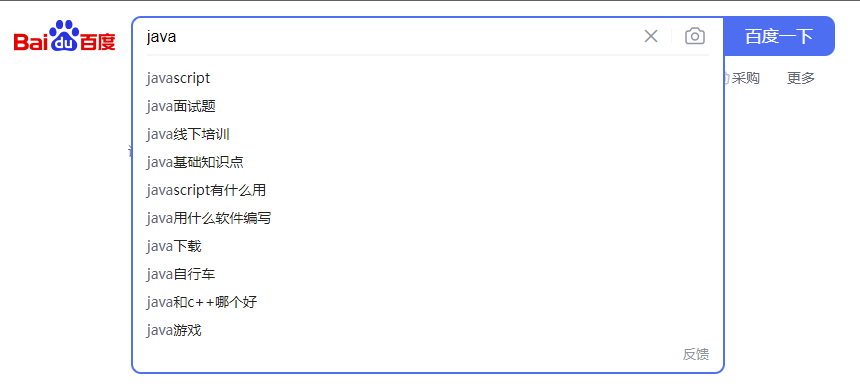 Bai du 百度
java
百度一下
采购 更多
javascript
java面试题
java线下培训
java基础知识点
javascript有什么用
java用什么软件编写
java下载
java自行车
java和c++哪个好
java游戏
反馈